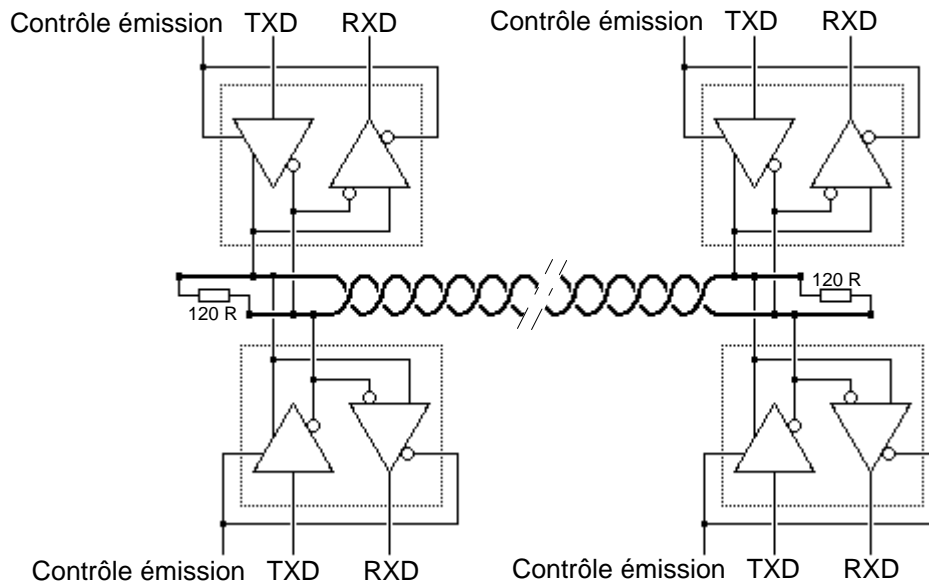 Contrôle émission TXD RXD
Contrôle émission TXD RXD
120 R
120 R
Contrôle émission TXD RXD
Contrôle émission TXD RXD